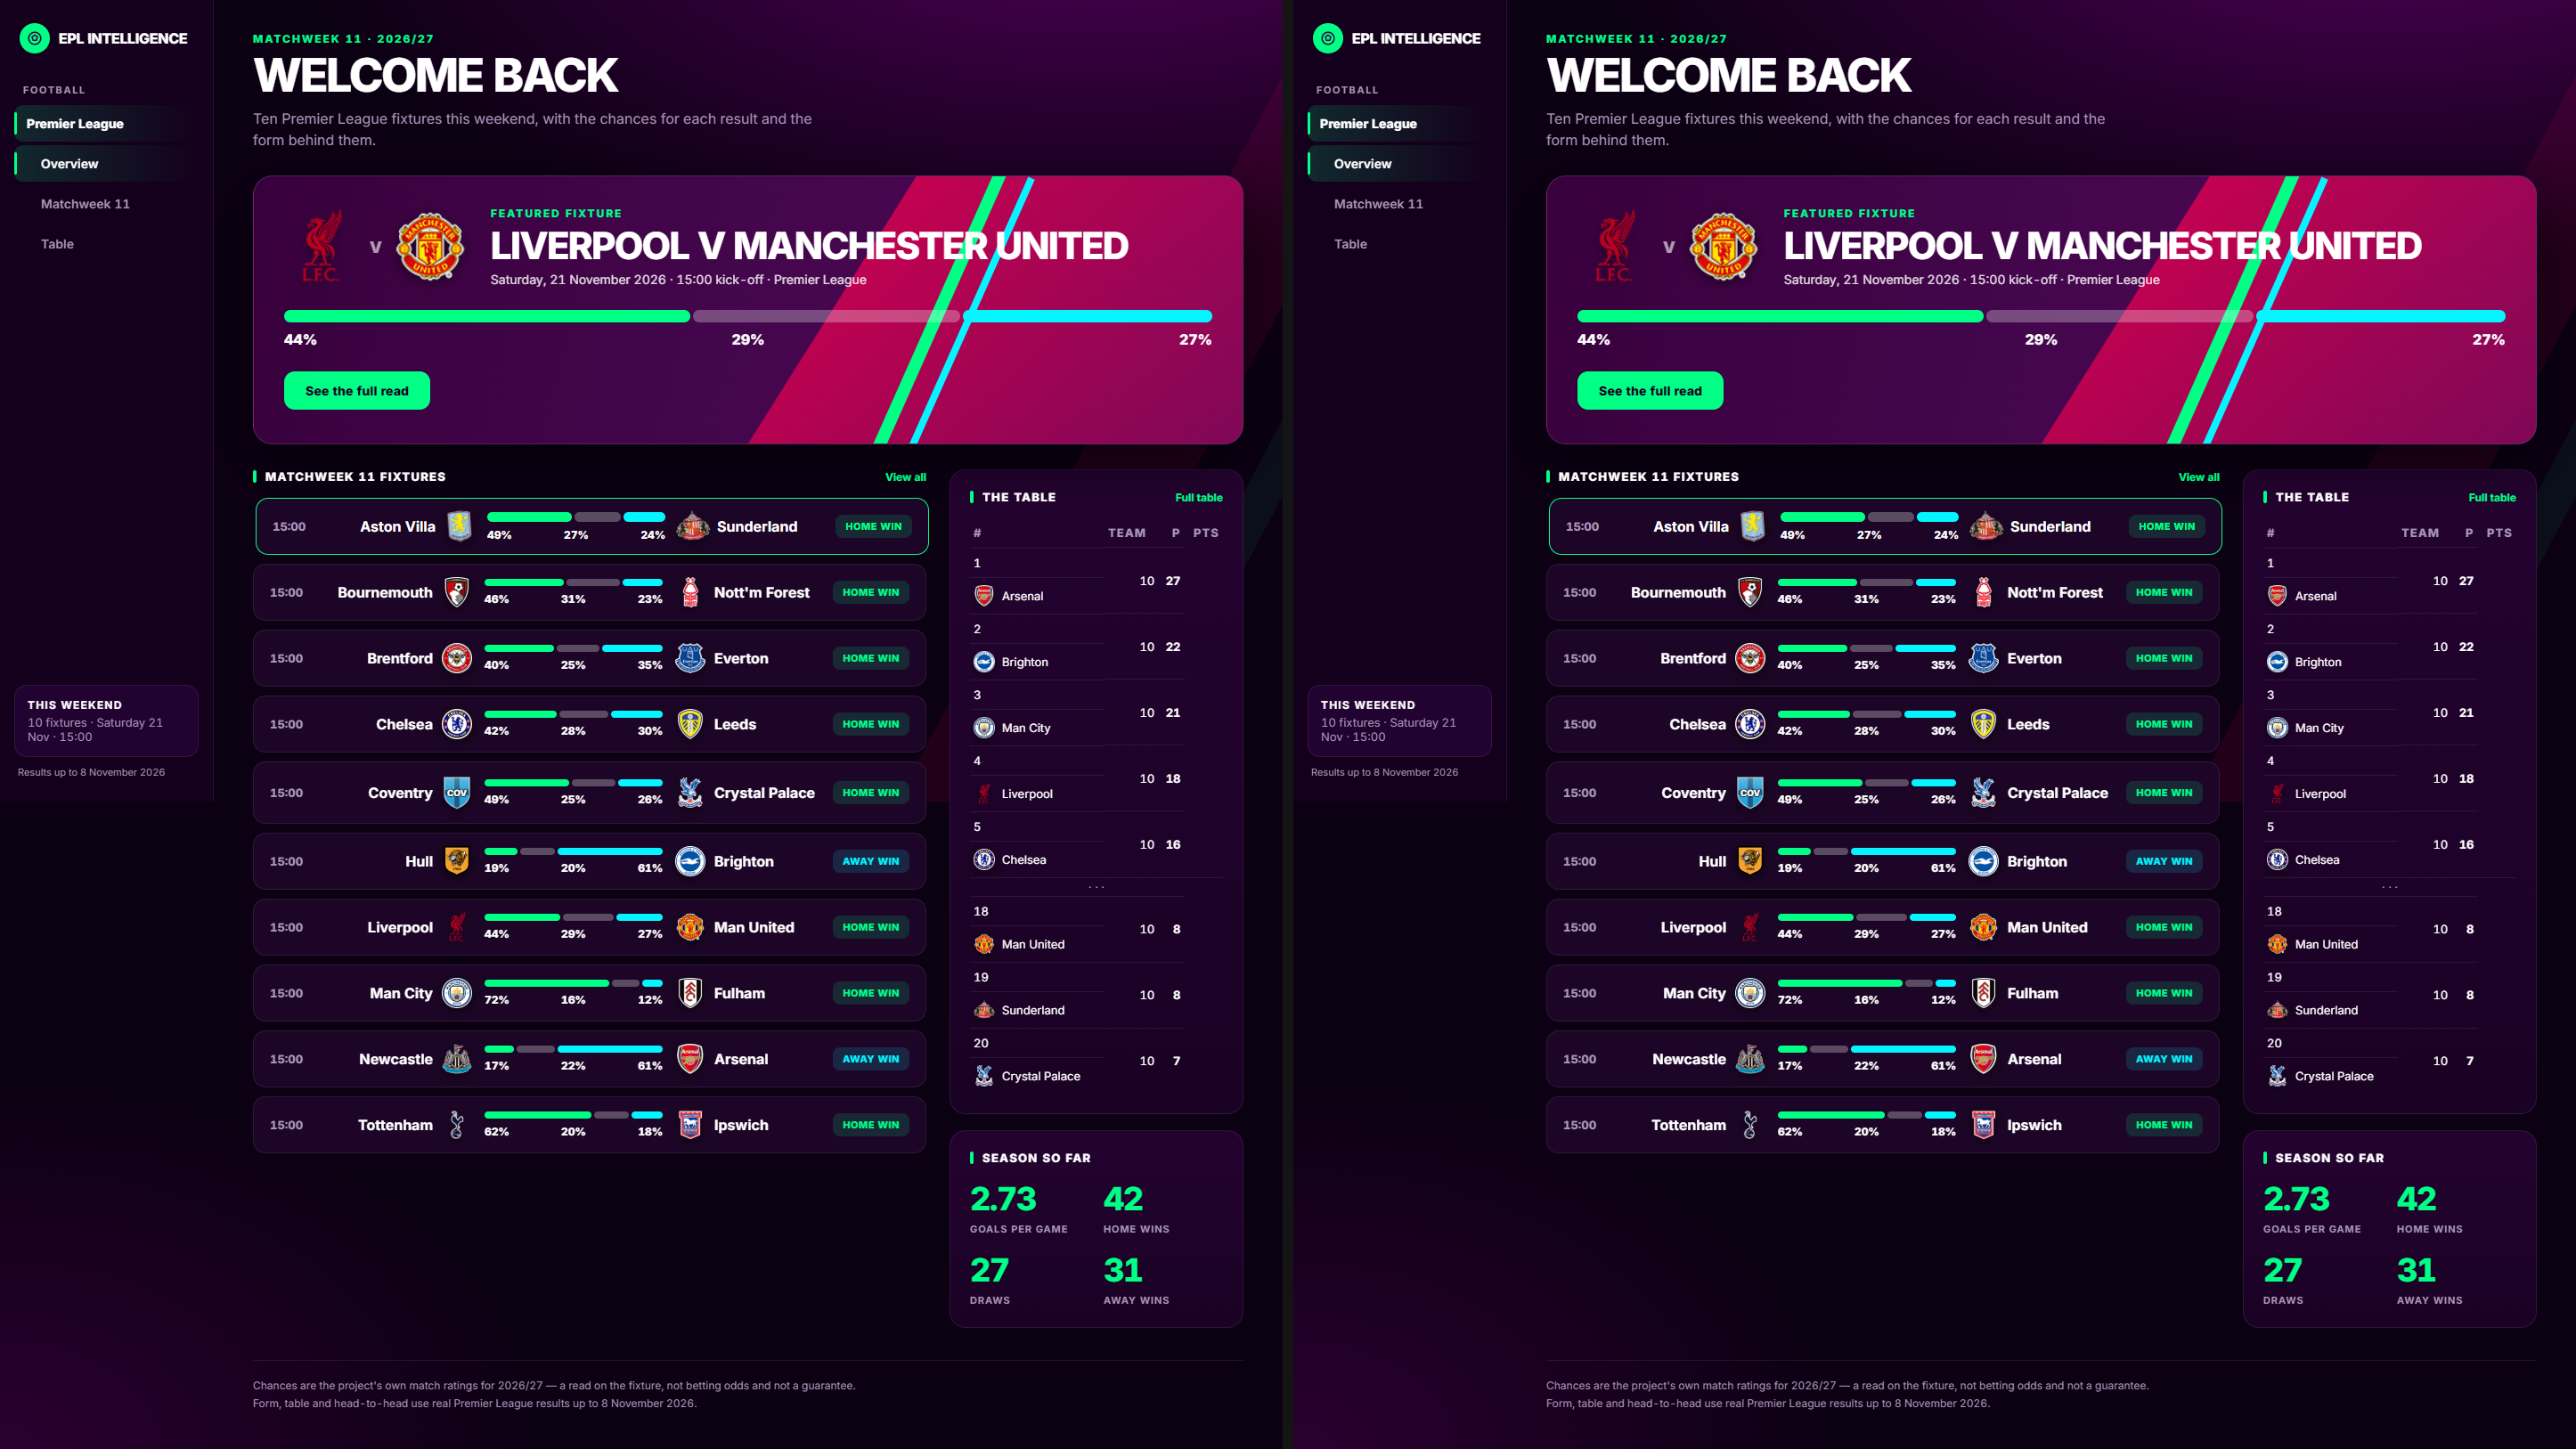 EPL INTELLIGENCE
FOOTBALL
Premier League
Overview
Matchweek 11
Table
THIS WEEKEND
10 fixtures · Saturday 21
Nov · 15:00
Results up to 8 November 2026
MATCHWEEK 11 · 2026/27
WELCOME BACK
Ten Premier League fixtures this weekend, with the chances for each result and the
form behind them.
L.F.C.
v
MANCHESTER
UNITED
FEATURED FIXTURE
LIVERPOOL V MANCHESTER UNITED
Saturday, 21 November 2026 · 15:00 kick-off · Premier League
44% 29% 27%
See the full read
MATCHWEEK 11 FIXTURES View all
15:00 Aston Villa 49% 27% 24% Sunderland HOME WIN
15:00 Bournemouth 46% 31% 23% Nott'm Forest HOME WIN
15:00 Brentford 40% 25% 35% Everton HOME WIN
15:00 Chelsea 42% 28% 30% Leeds HOME WIN
15:00 Coventry COV 49% 25% 26% Crystal Palace HOME WIN
15:00 Hull 19% 20% 61% Brighton AWAY WIN
15:00 Liverpool 44% 29% 27% Man United HOME WIN
15:00 Man City 72% 16% 12% Fulham HOME WIN
15:00 Newcastle 17% 22% 61% Arsenal AWAY WIN
15:00 Tottenham 62% 20% 18% Ipswich HOME WIN
THE TABLE Full table
# TEAM P PTS
1
Arsenal 10 27
2
Brighton 10 22
3
Man City 10 21
4
Liverpool 10 18
5
Chelsea 10 16
...
18
Man United 10 8
19
Sunderland 10 8
20
Crystal Palace 10 7
SEASON SO FAR
2.73 42
GOALS PER GAME HOME WINS
27 31
DRAWS AWAY WINS
Chances are the project's own match ratings for 2026/27 — a read on the fixture, not betting odds and not a guarantee.
Form, table and head-to-head use real Premier League results up to 8 November 2026.
EPL INTELLIGENCE
FOOTBALL
Premier League
Overview
Matchweek 11
Table
THIS WEEKEND
10 fixtures · Saturday 21
Nov · 15:00
Results up to 8 November 2026
MATCHWEEK 11 · 2026/27
WELCOME BACK
Ten Premier League fixtures this weekend, with the chances for each result and the
form behind them.
L.F.C.
v
MANCHESTER
UNITED
FEATURED FIXTURE
LIVERPOOL V MANCHESTER UNITED
Saturday, 21 November 2026 · 15:00 kick-off · Premier League
44% 29% 27%
See the full read
MATCHWEEK 11 FIXTURES View all
15:00 Aston Villa 49% 27% 24% Sunderland HOME WIN
15:00 Bournemouth 46% 31% 23% Nott'm Forest HOME WIN
15:00 Brentford 40% 25% 35% Everton HOME WIN
15:00 Chelsea 42% 28% 30% Leeds HOME WIN
15:00 Coventry COV 49% 25% 26% Crystal Palace HOME WIN
15:00 Hull 19% 20% 61% Brighton AWAY WIN
15:00 Liverpool 44% 29% 27% Man United HOME WIN
15:00 Man City 72% 16% 12% Fulham HOME WIN
15:00 Newcastle 17% 22% 61% Arsenal AWAY WIN
15:00 Tottenham 62% 20% 18% Ipswich HOME WIN
THE TABLE Full table
# TEAM P PTS
1
Arsenal 10 27
2
Brighton 10 22
3
Man City 10 21
4
Liverpool 10 18
5
Chelsea 10 16
...
18
Man United 10 8
19
Sunderland 10 8
20
Crystal Palace 10 7
SEASON SO FAR
2.73 42
GOALS PER GAME HOME WINS
27 31
DRAWS AWAY WINS
Chances are the project's own match ratings for 2026/27 — a read on the fixture, not betting odds and not a guarantee.
Form, table and head-to-head use real Premier League results up to 8 November 2026.